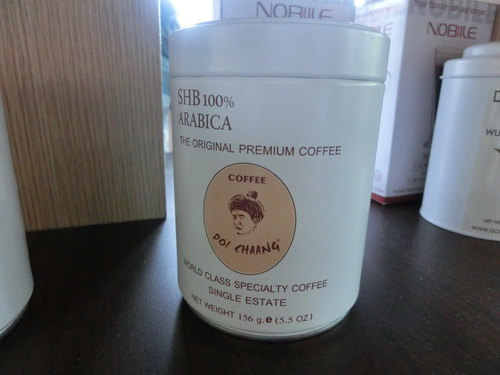 NOBILE
NOBILE
SHB 100%
ARABICA
THE ORIGINAL PREMIUM COFFEE
COFFEE
DOI CHAANG
WORLD CLASS SPECIALTY COFFEE
SINGLE ESTATE
NET WEIGHT 156 g.e (5.5 OZ)